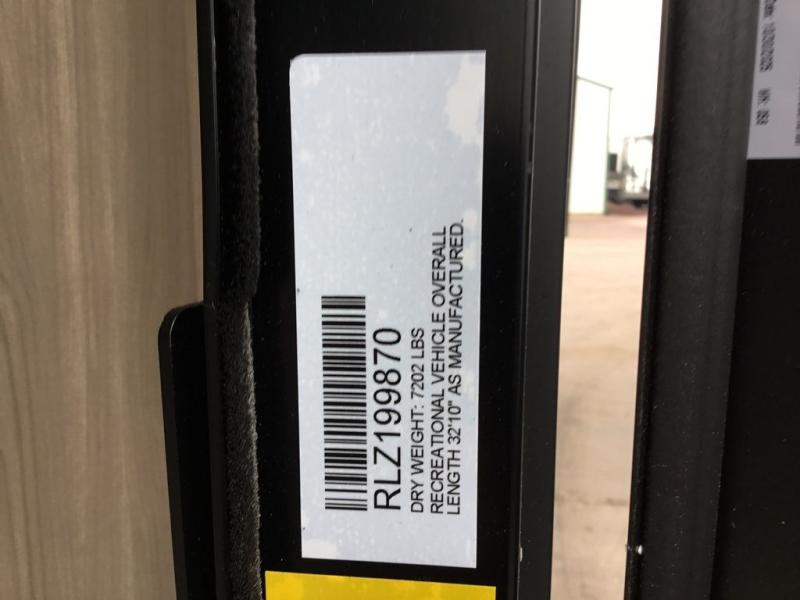 RLZ199870
DRY WEIGHT: 7202 LBS
RECREATIONAL VEHICLE OVERALL
LENGTH 32'10" AS MANUFACTURED.